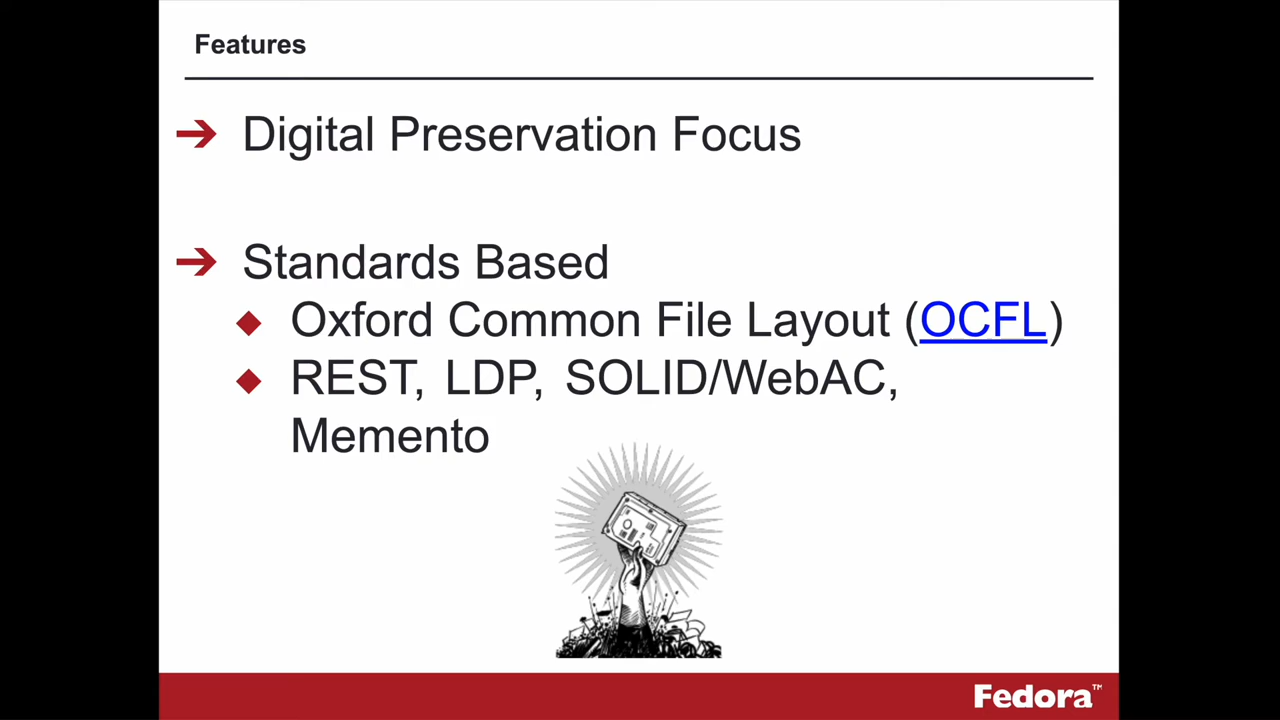 Features
Digital Preservation Focus
Standards Based
Oxford Common File Layout (OCFL)
REST, LDP, SOLID/WebAC,
Memento
Fedora™